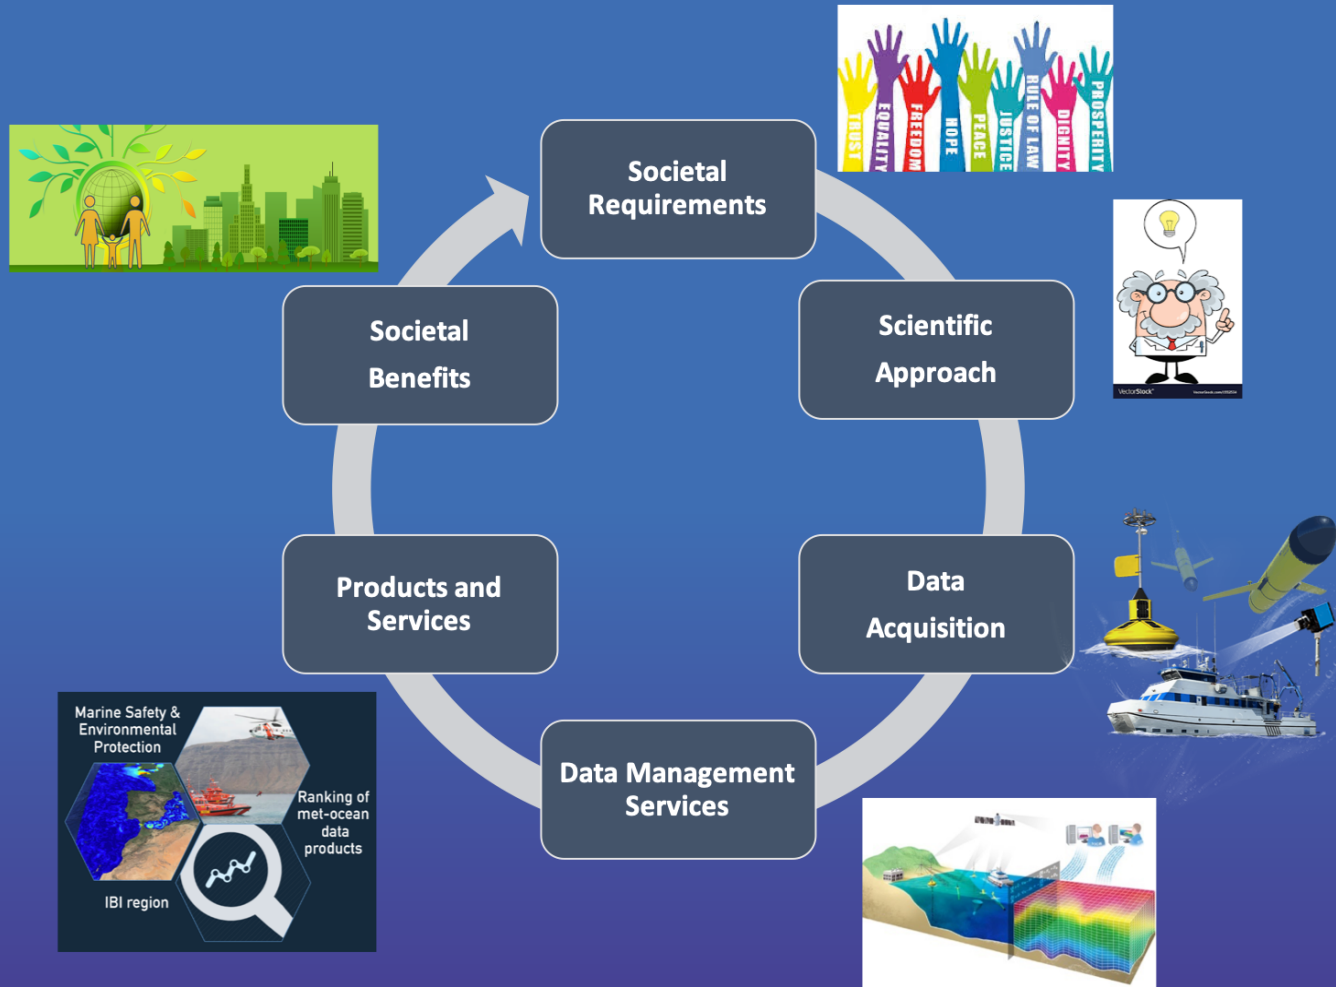 Societal
Requirements
TRUST
EQUALITY
FREEDOM
HOPE
PEACE
JUSTICE
RULE OF LAW
DIGNITY
PROSPERITY
Scientific
Approach
VectorStock
Data
Acquisition
Data Management
Services
Products and
Services
Marine Safety &
Environmental
Protection
Ranking of
met-ocean
data
products
IBI region
Societal
Benefits